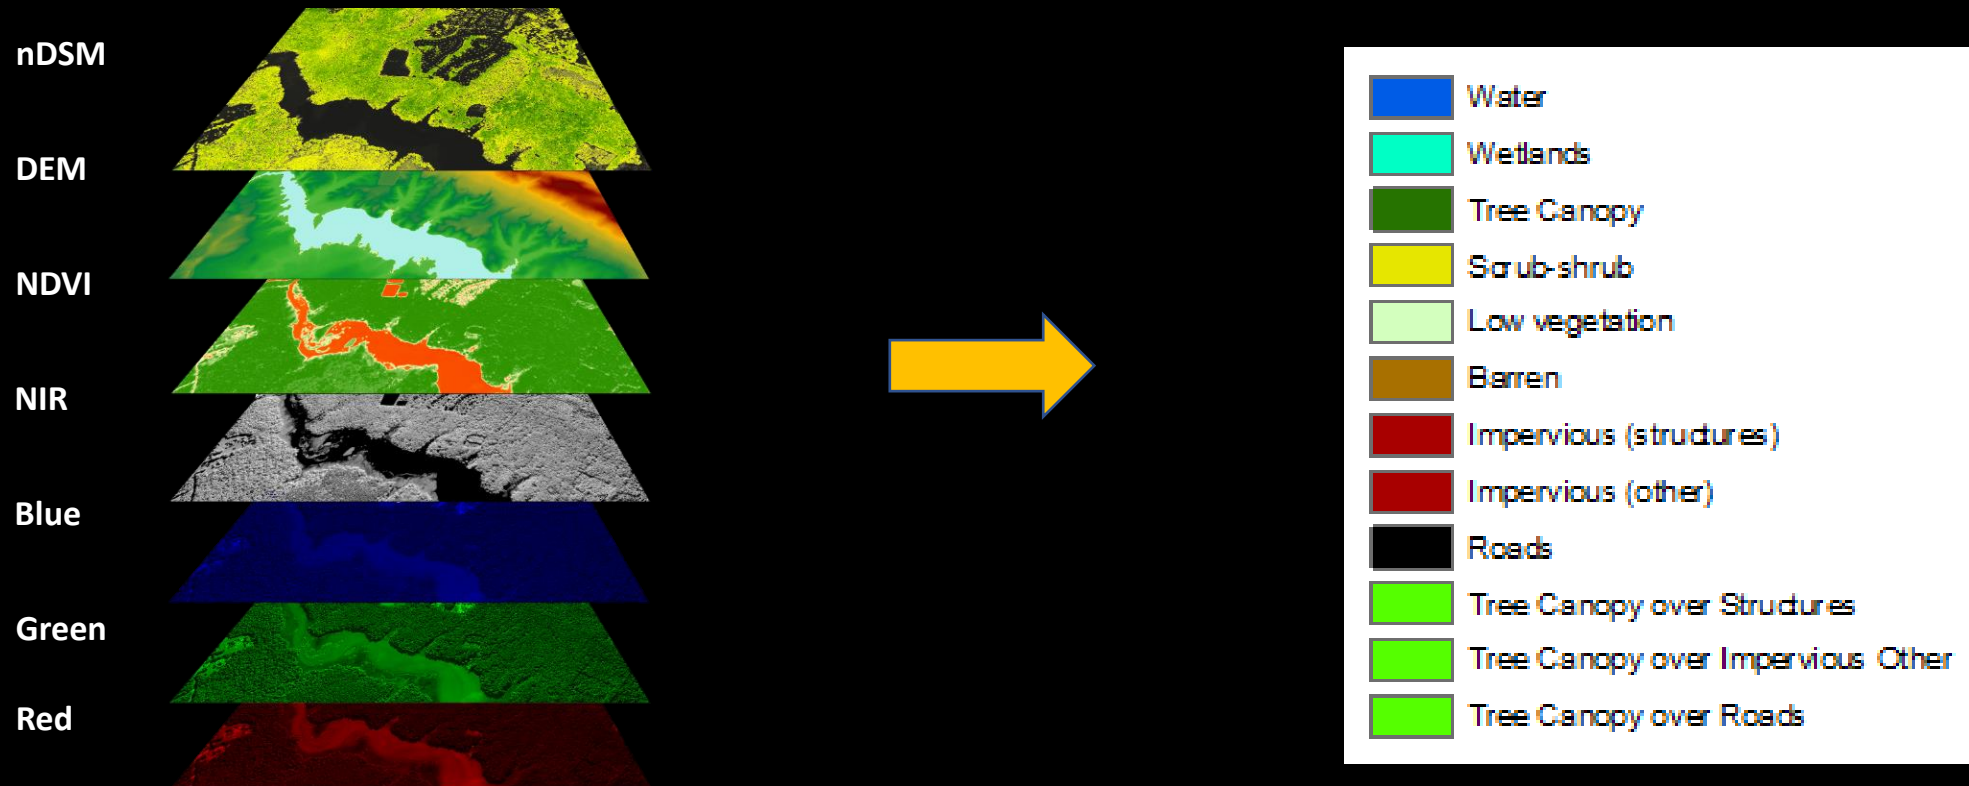 nDSM
DEM
NDVI
NIR
Blue
Green
Red
Water
Wetlands
Tree Canopy
Scrub-shrub
Low vegetation
Barren
Impervious (structures)
Impervious (other)
Roads
Tree Canopy over Structures
Tree Canopy over Impervious Other
Tree Canopy over Roads